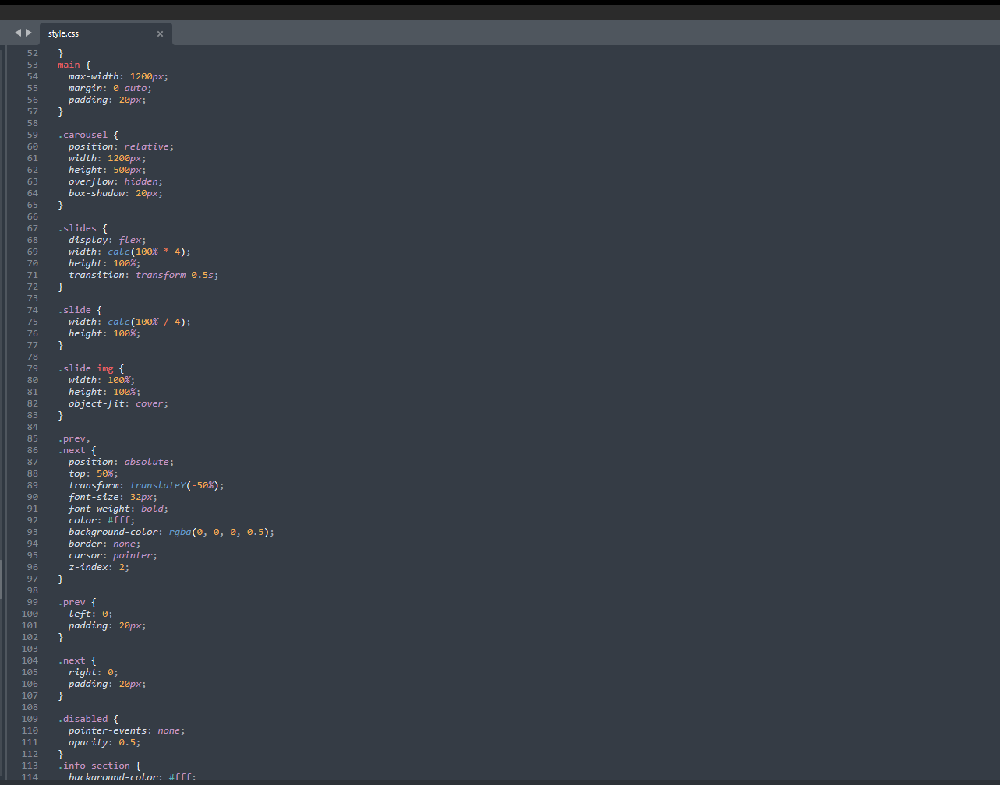 style.css
52 }
53 main {
54 max-width: 1200px;
55 margin: 0 auto;
56 padding: 20px;
57 }
58
59 .carousel {
60 position: relative;
61 width: 1200px;
62 height: 500px;
63 overflow: hidden;
64 box-shadow: 20px;
65 }
66
67 .slides {
68 display: flex;
69 width: calc(100% * 4);
70 height: 100%;
71 transition: transform 0.5s;
72 }
73
74 .slide {
75 width: calc(100% / 4);
76 height: 100%;
77 }
78
79 .slide img {
80 width: 100%;
81 height: 100%;
82 object-fit: cover;
83 }
84
85 .prev,
86 .next {
87 position: absolute;
88 top: 50%;
89 transform: translateY(-50%);
90 font-size: 32px;
91 font-weight: bold;
92 color: #fff;
93 background-color: rgba(0, 0, 0, 0.5);
94 border: none;
95 cursor: pointer;
96 z-index: 2;
97 }
98
99 .prev {
100 left: 0;
101 padding: 20px;
102 }
103
104 .next {
105 right: 0;
106 padding: 20px;
107 }
108
109 .disabled {
110 pointer-events: none;
111 opacity: 0.5;
112 }
113 .info-section {
114 background-color: #fff;